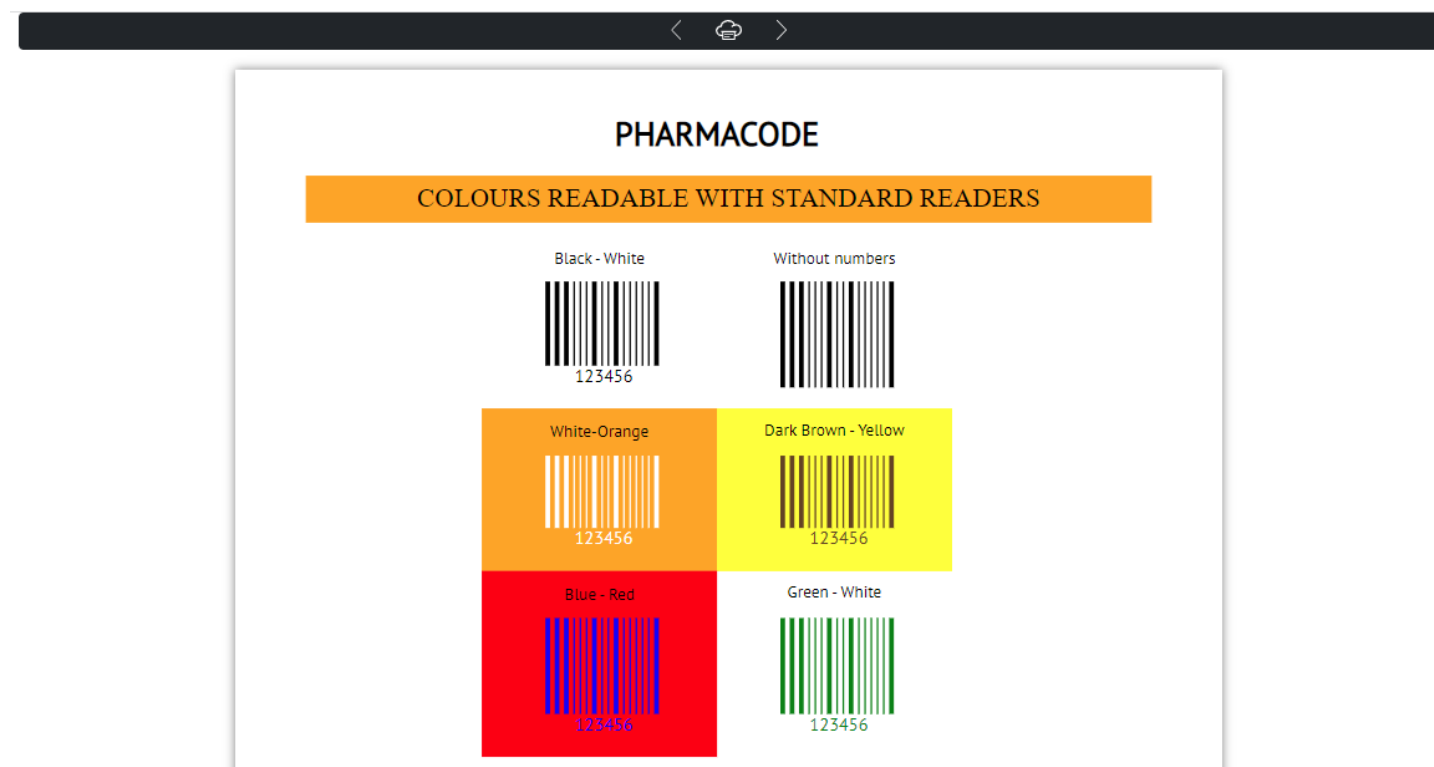 PHARMACODE
COLOURS READABLE WITH STANDARD READERS
Black - White
Without numbers
123456
White-Orange
Dark Brown - Yellow
123456
123456
Blue - Red
Green - White
123456
123456